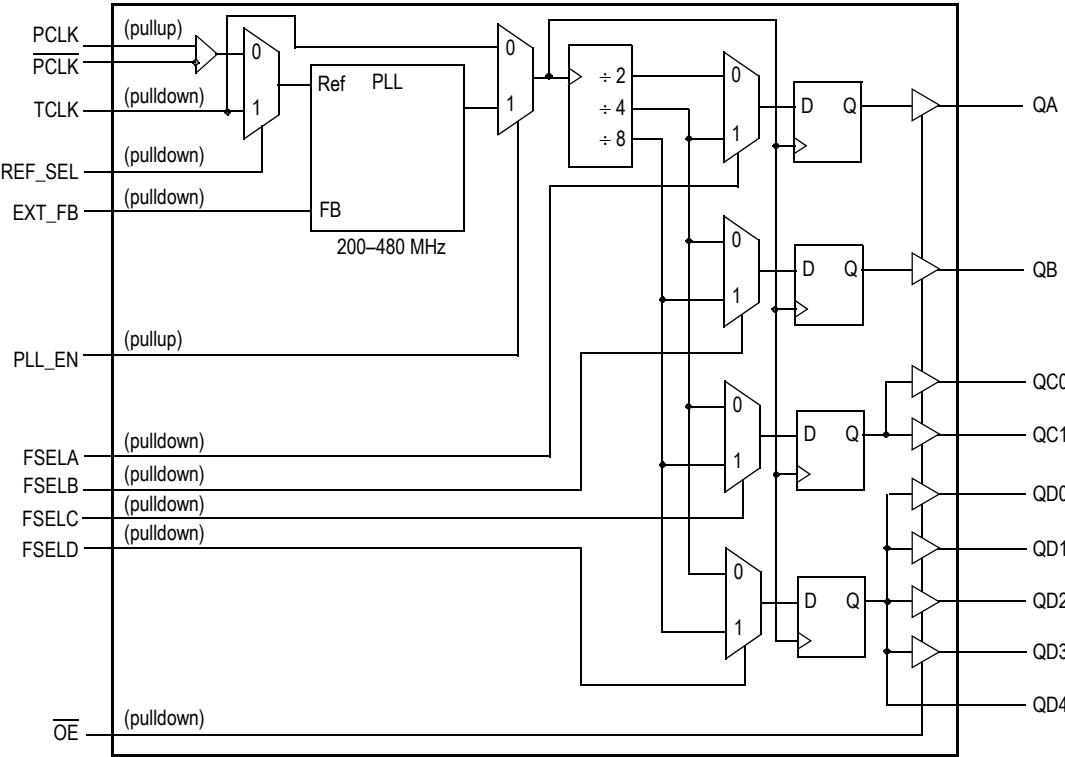 PCLK (pullup)
PCLK
TCLK (pulldown)
REF_SEL (pulldown)
EXT_FB (pulldown)
PLL_EN (pullup)
FSELA (pulldown)
FSELB (pulldown)
FSELC (pulldown)
FSELD (pulldown)
OE (pulldown)
0
1
Ref PLL
FB
200–480 MHz
0
1
÷ 2
÷ 4
÷ 8
0
1
D Q
QA
0
1
D Q
QB
0
1
D Q
QC0
QC1
0
1
D Q
QD0
QD1
QD2
QD3
QD4